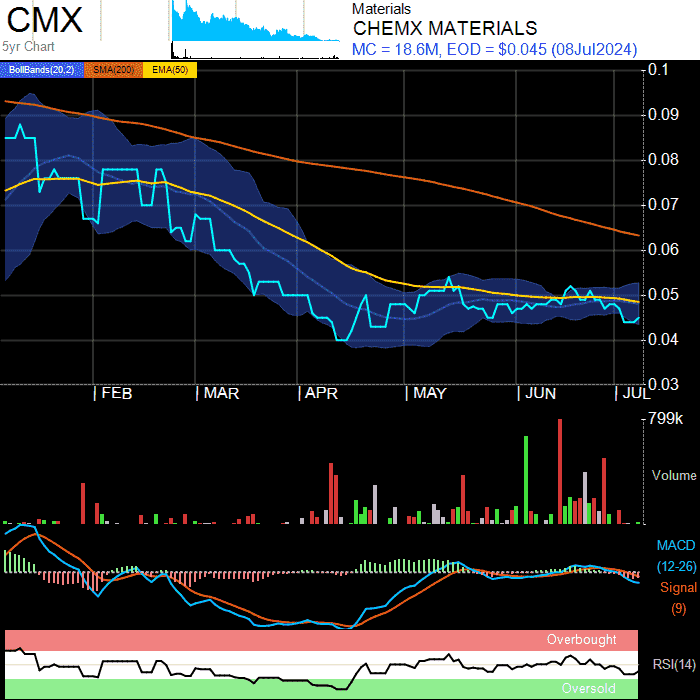 CMX
5yr Chart
Materials
CHEMX MATERIALS
MC = 18.6M, EOD = $0.045 (08Jul2024)
BollBands(20,2) SMA(200) EMA(50)
0.1
0.09
0.08
0.07
0.06
0.05
0.04
0.03
FEB MAR APR MAY JUN JUL
799k
Volume
MACD
(12-26)
Signal
(9)
Overbought
RSI(14)
Oversold